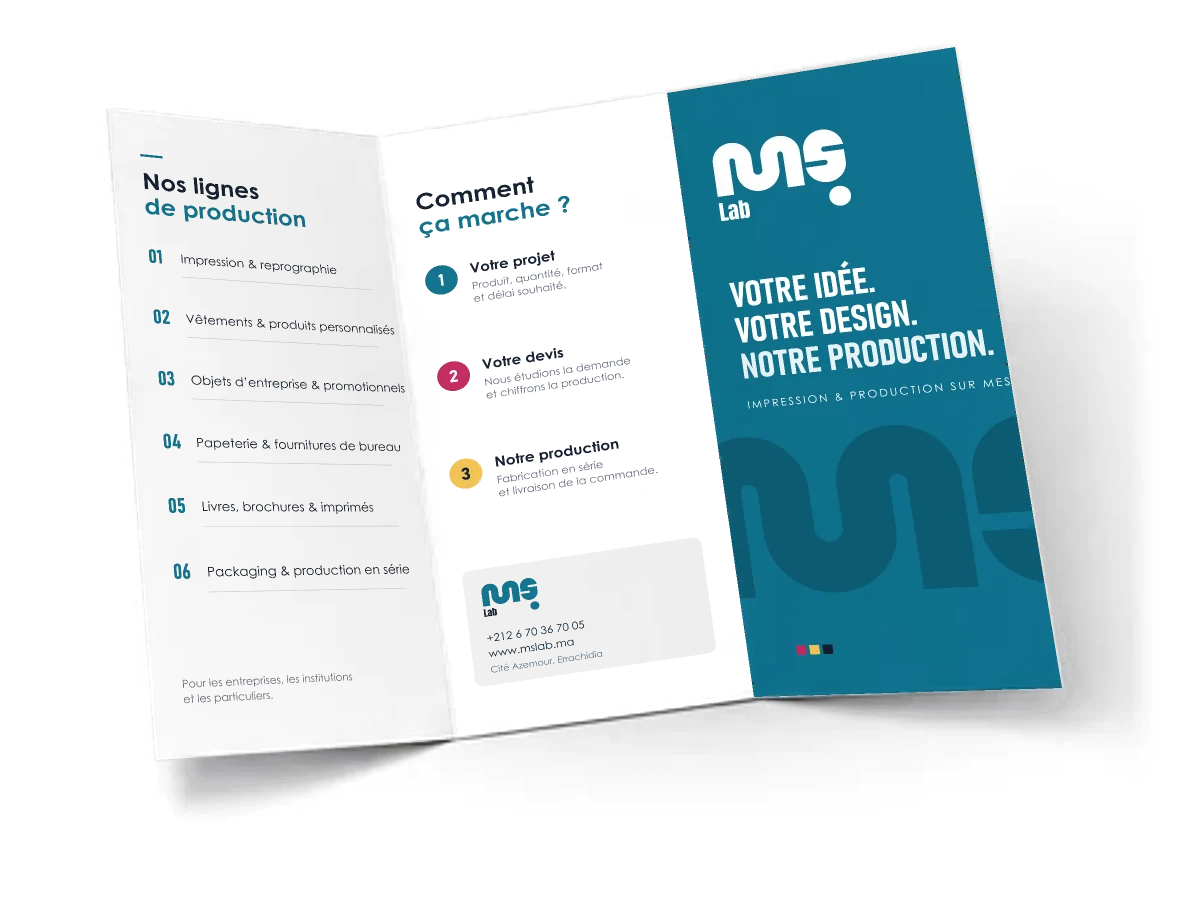 Nos lignes
de production
01 Impression & reprographie
02 Vêtements & produits personnalisés
03 Objets d'entreprise & promotionnels
04 Papeterie & fournitures de bureau
05 Livres, brochures & imprimés
06 Packaging & production en série
Pour les entreprises, les institutions
et les particuliers.
Comment
ça marche ?
1 Votre projet
Produit, quantité, format
et délai souhaité.
2 Votre devis
Nous étudions la demande
et chiffrons la production.
3 Notre production
Fabrication en série
et livraison de la commande.
ms
Lab
+212 6 70 36 70 05
www.mslab.ma
Cité Azemour, Errachidia
ms
Lab
VOTRE IDÉE.
VOTRE DESIGN.
NOTRE PRODUCTION.
IMPRESSION & PRODUCTION SUR MES
ms